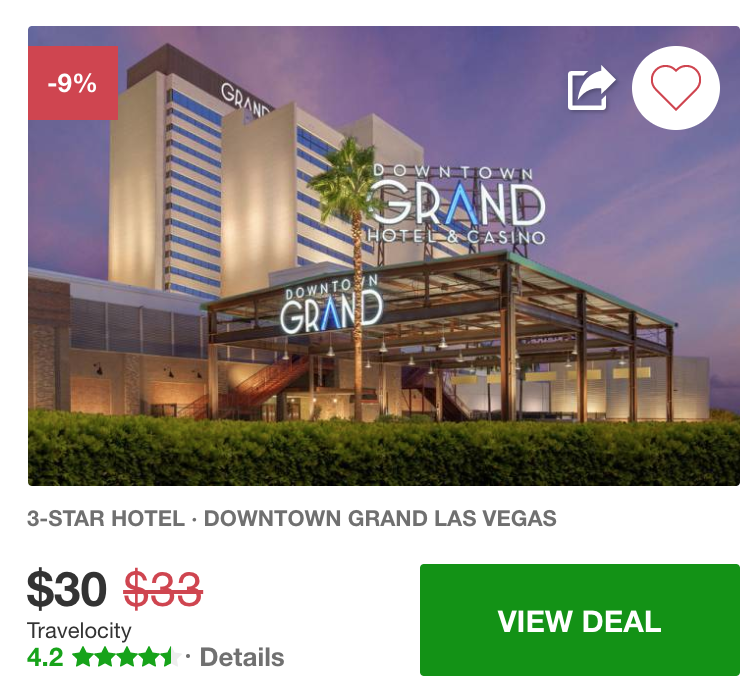 -9%
GRAND
DOWNTOWN
GRAND
HOTEL & CASINO
DOWNTOWN
GRAND
3-STAR HOTEL · DOWNTOWN GRAND LAS VEGAS
$30 $33
VIEW DEAL
Travelocity
4.2 · Details